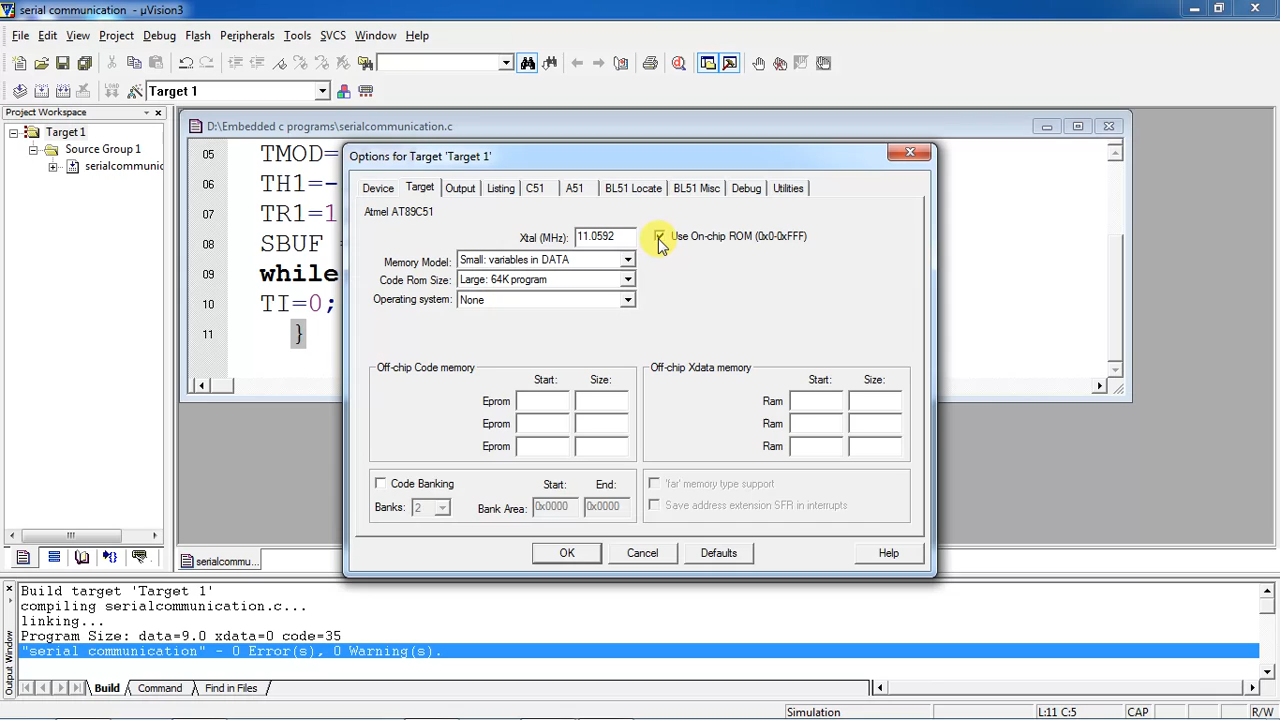 serial communication - µVision3
File Edit View Project Debug Flash Peripherals Tools SVCS Window Help
Target 1
Project Workspace
Target 1
Source Group 1
serialcommunic
D:\Embedded c programs\serialcommunication.c
05 TMOD=
06 TH1=-
07 TR1=1
08 SBUF =
09 while
10 TI=0;
11 }
Options for Target 'Target 1'
Device Target Output Listing C51 A51 BL51 Locate BL51 Misc Debug Utilities
Atmel AT89C51
Xtal (MHz): 11.0592 Use On-chip ROM (0x0-0xFFF)
Memory Model: Small: variables in DATA
Code Rom Size: Large: 64K program
Operating system: None
Off-chip Code memory
Start: Size:
Eprom
Eprom
Eprom
Off-chip Xdata memory
Start: Size:
Ram
Ram
Ram
Code Banking Start: End:
Banks: 2 Bank Area: 0x0000 0x0000
'far' memory type support
Save address extension SFR in interrupts
OK Cancel Defaults Help
serialcommu...
Build target 'Target 1'
compiling serialcommunication.c...
linking...
Program Size: data=9.0 xdata=0 code=35
"serial communication" - 0 Error(s), 0 Warning(s).
Output Window
Build Command Find in Files
Simulation L:11 C:5 CAP R/W